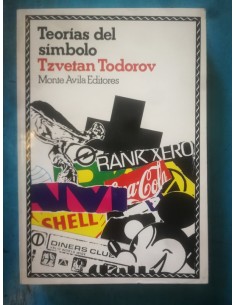 Teorías del
símbolo
Tzvetan Todorov
Monte Avila Editores
RANK XERO
Coca-Cola
SHELL
DINERS CLUB